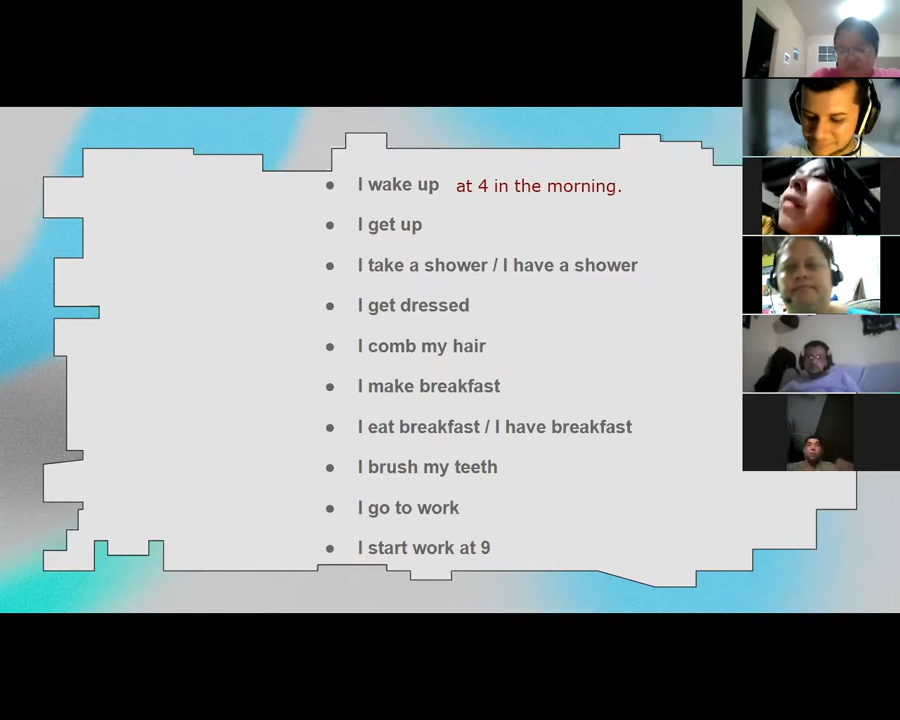 I wake up at 4 in the morning.
I get up
I take a shower / I have a shower
I get dressed
I comb my hair
I make breakfast
I eat breakfast / I have breakfast
I brush my teeth
I go to work
I start work at 9